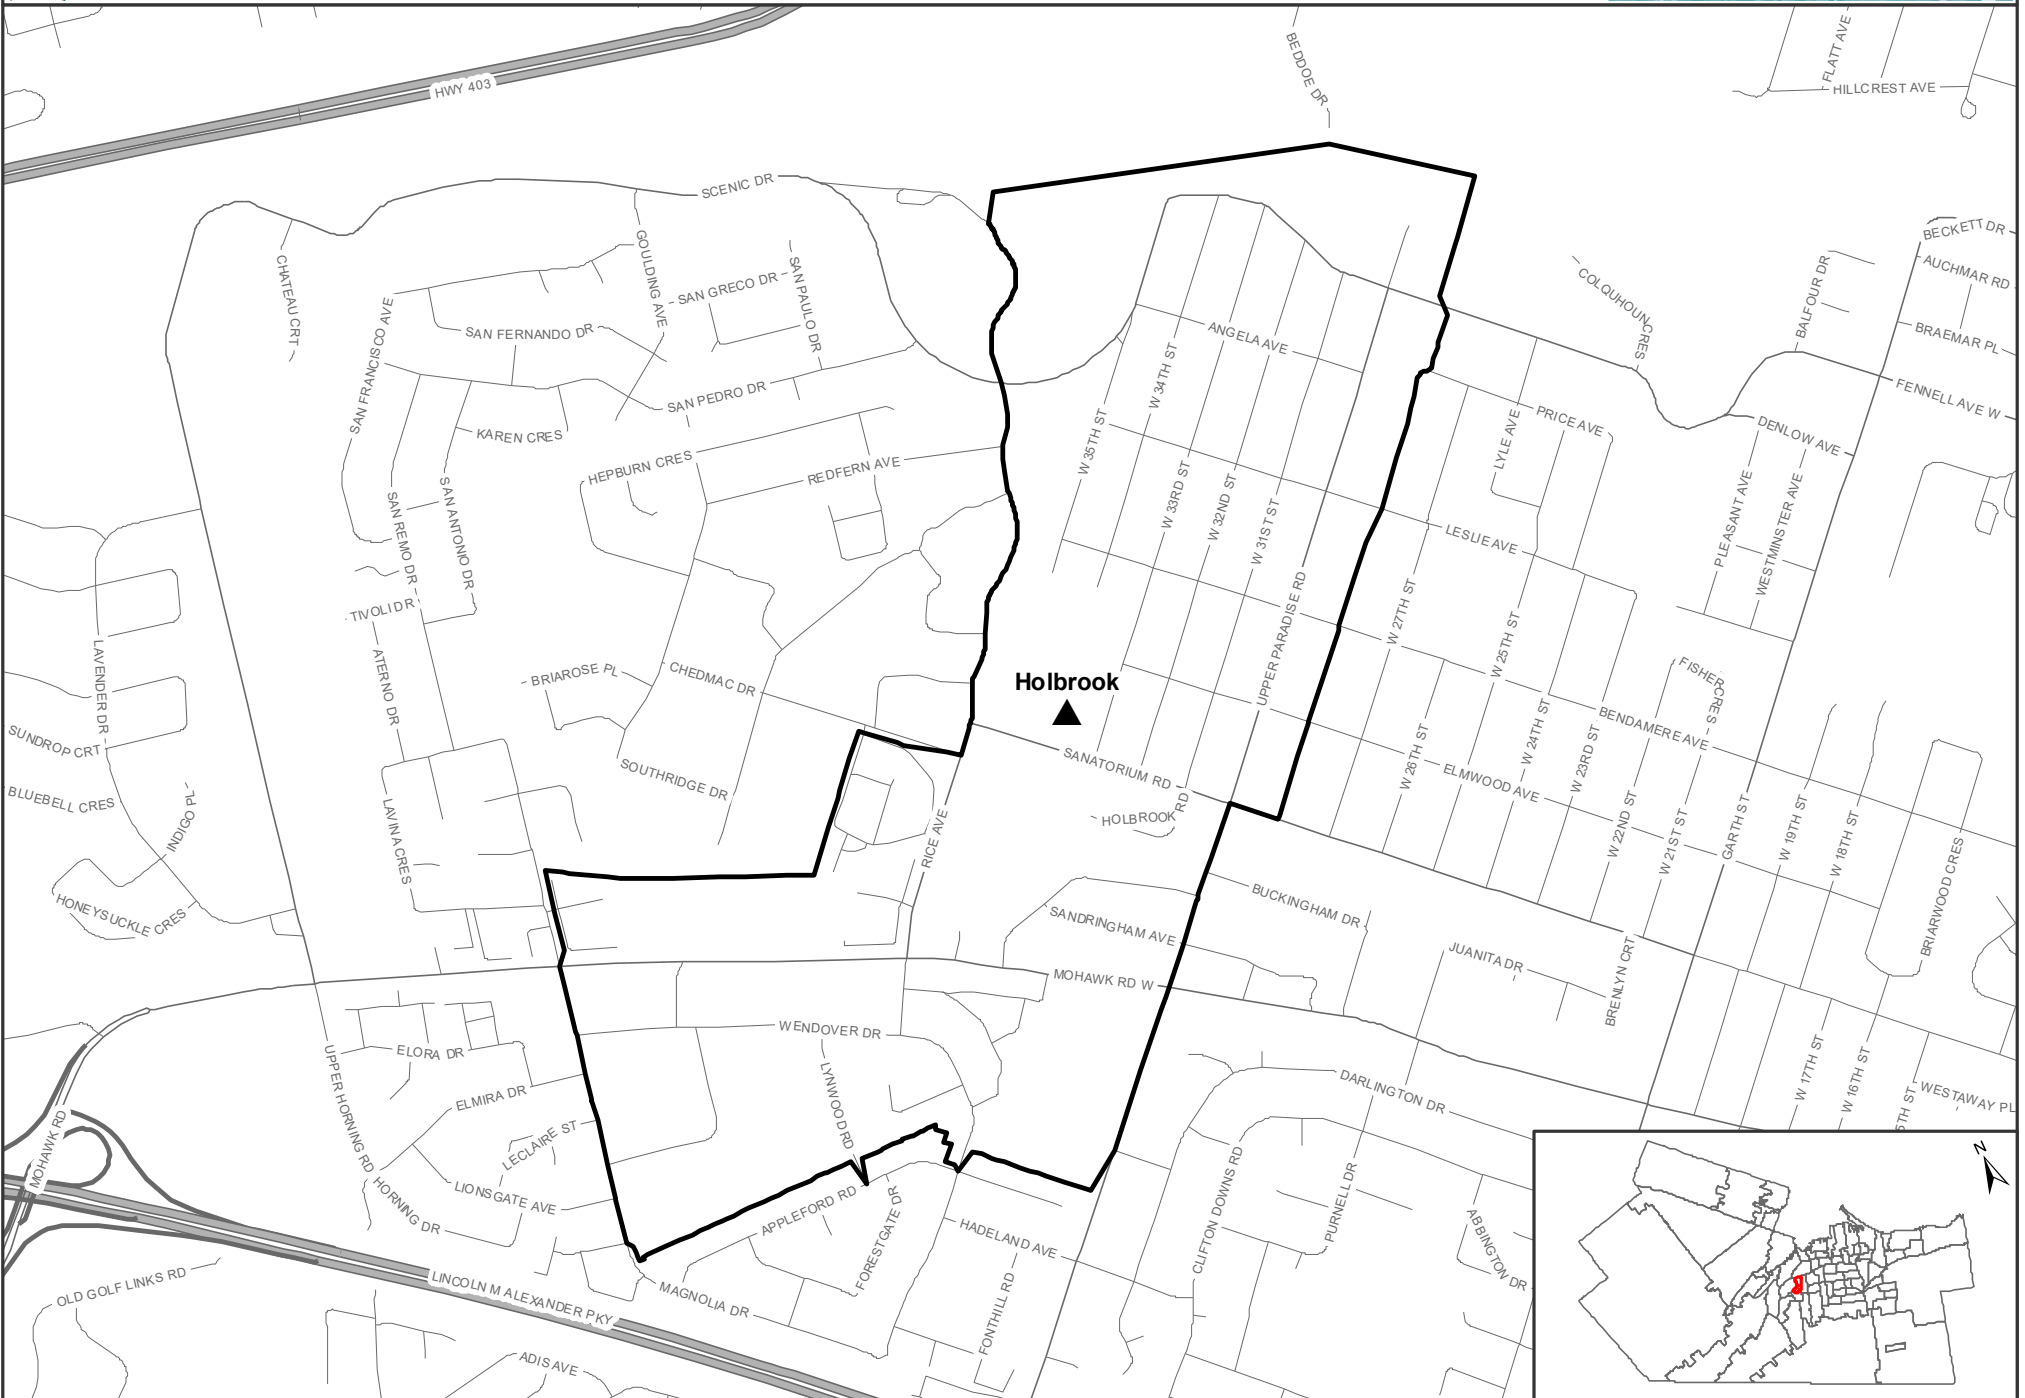 HWY 403
BEDDOE DR
FLATT AVE
HILLCREST AVE
SCENIC DR
CHATEAU CRT
GOULDING AVE
SAN GRECO DR
SAN PAULO DR
SAN FERNANDO DR
SAN FRANCISCO AVE
SAN PEDRO DR
KAREN CRES
HEPBURN CRES
REDFERN AVE
SAN REMO DR
SAN ANTONIO DR
TIVOLI DR
ATERNO DR
BRIAROSE PL
CHEDMAC DR
SOUTHRIDGE DR
LAVENDER DR
SUNDROP CRT
BLUEBELL CRES
INDIGO PL
HONEYSUCKLE CRES
LAVINA CRES
RICE AVE
ANGELA AVE
W 35TH ST
W 34TH ST
W 33RD ST
W 32ND ST
W 31ST ST
UPPER PARADISE RD
Holbrook
SANATORIUM RD
HOLBROOK RD
SANDRINGHAM AVE
MOHAWK RD W
BUCKINGHAM DR
COLQUHOUN CRES
BALFOUR DR
BECKETT DR
AUCHMAR RD
BRAEMAR PL
FENNELL AVE W
DENLOW AVE
PRICE AVE
LYLE AVE
LESLIE AVE
PLEASANT AVE
WESTMINSTER AVE
W 27TH ST
W 26TH ST
W 25TH ST
W 24TH ST
W 23RD ST
W 22ND ST
W 21ST ST
FISHER CRES
BENDAMERE AVE
ELMWOOD AVE
GARTH ST
W 19TH ST
W 18TH ST
BRIARWOOD CRES
JUANITA DR
BRENLYN CRT
W 17TH ST
W 16TH ST
5TH ST
WESTAWAY PL
WENDOVER DR
LYNWOOD RD
ELORA DR
ELMIRA DR
LECLAIRE ST
LIONSGATE AVE
UPPER HORNING RD
HORNING DR
MOHAWK RD
OLD GOLF LINKS RD
LINCOLN M ALEXANDER PKY
ADIS AVE
MAGNOLIA DR
APPLEFORD RD
FORESTGATE DR
HADELAND AVE
FONTHILL RD
CLIFTON DOWNS RD
DARLINGTON DR
PURNELL DR
ABBINGTON DR
N